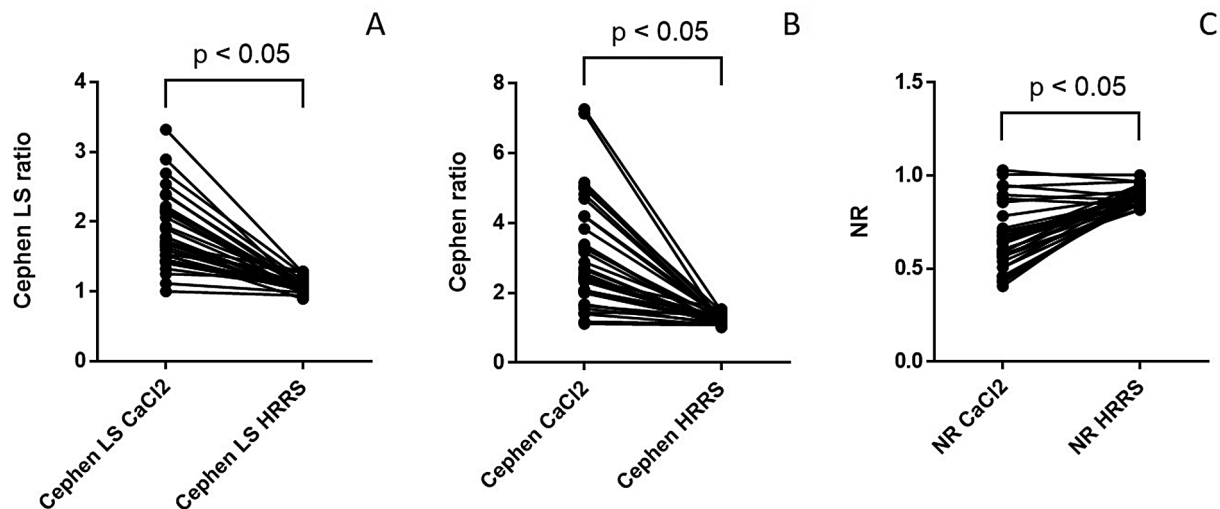 A
p < 0.05
4
3
2
1
0
Cephen LS ratio
Cephen LS CaCl2
Cephen LS HRRS
B
p < 0.05
8
6
4
2
0
Cephen ratio
Cephen CaCl2
Cephen HRRS
C
p < 0.05
1.5
1.0
0.5
0.0
NR
NR CaCl2
NR HRRS